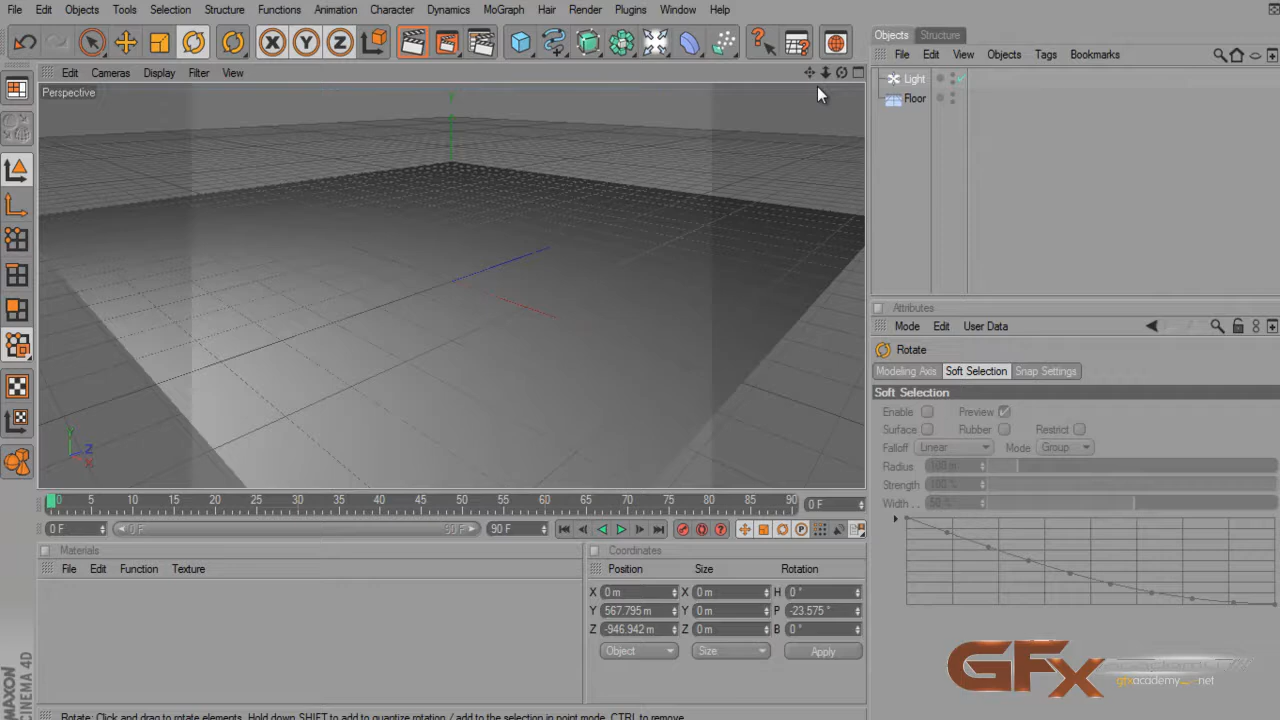 File Edit Objects Tools Selection Structure Functions Animation Character Dynamics MoGraph Hair Render Plugins Window Help
X Y Z
Objects Structure
File Edit View Objects Tags Bookmarks
Edit Cameras Display Filter View
Light
Floor
Perspective
Y
Z
X
Attributes
Mode Edit User Data
Rotate
Modeling Axis Soft Selection Snap Settings
Soft Selection
Enable Preview
Surface Rubber Restrict
Falloff Linear Mode Group
Radius 100 m
Strength 100 %
Width . . 50 %
0 5 10 15 20 25 30 35 40 45 50 55 60 65 70 75 80 85 90 0 F
0 F 0 F 90 F 90 F
Materials
File Edit Function Texture
Coordinates
Position Size Rotation
X 0 m X 0 m H 0 °
Y 567.795 m Y 0 m P -23.575 °
Z -946.942 m Z 0 m B 0 °
Object Size Apply
GFx
gfxacademy
.net
MAXON
CINEMA 4D
Rotate: Click and drag to rotate elements. Hold down SHIFT to add to quantize rotation / add to the selection in point mode, CTRL to remove.